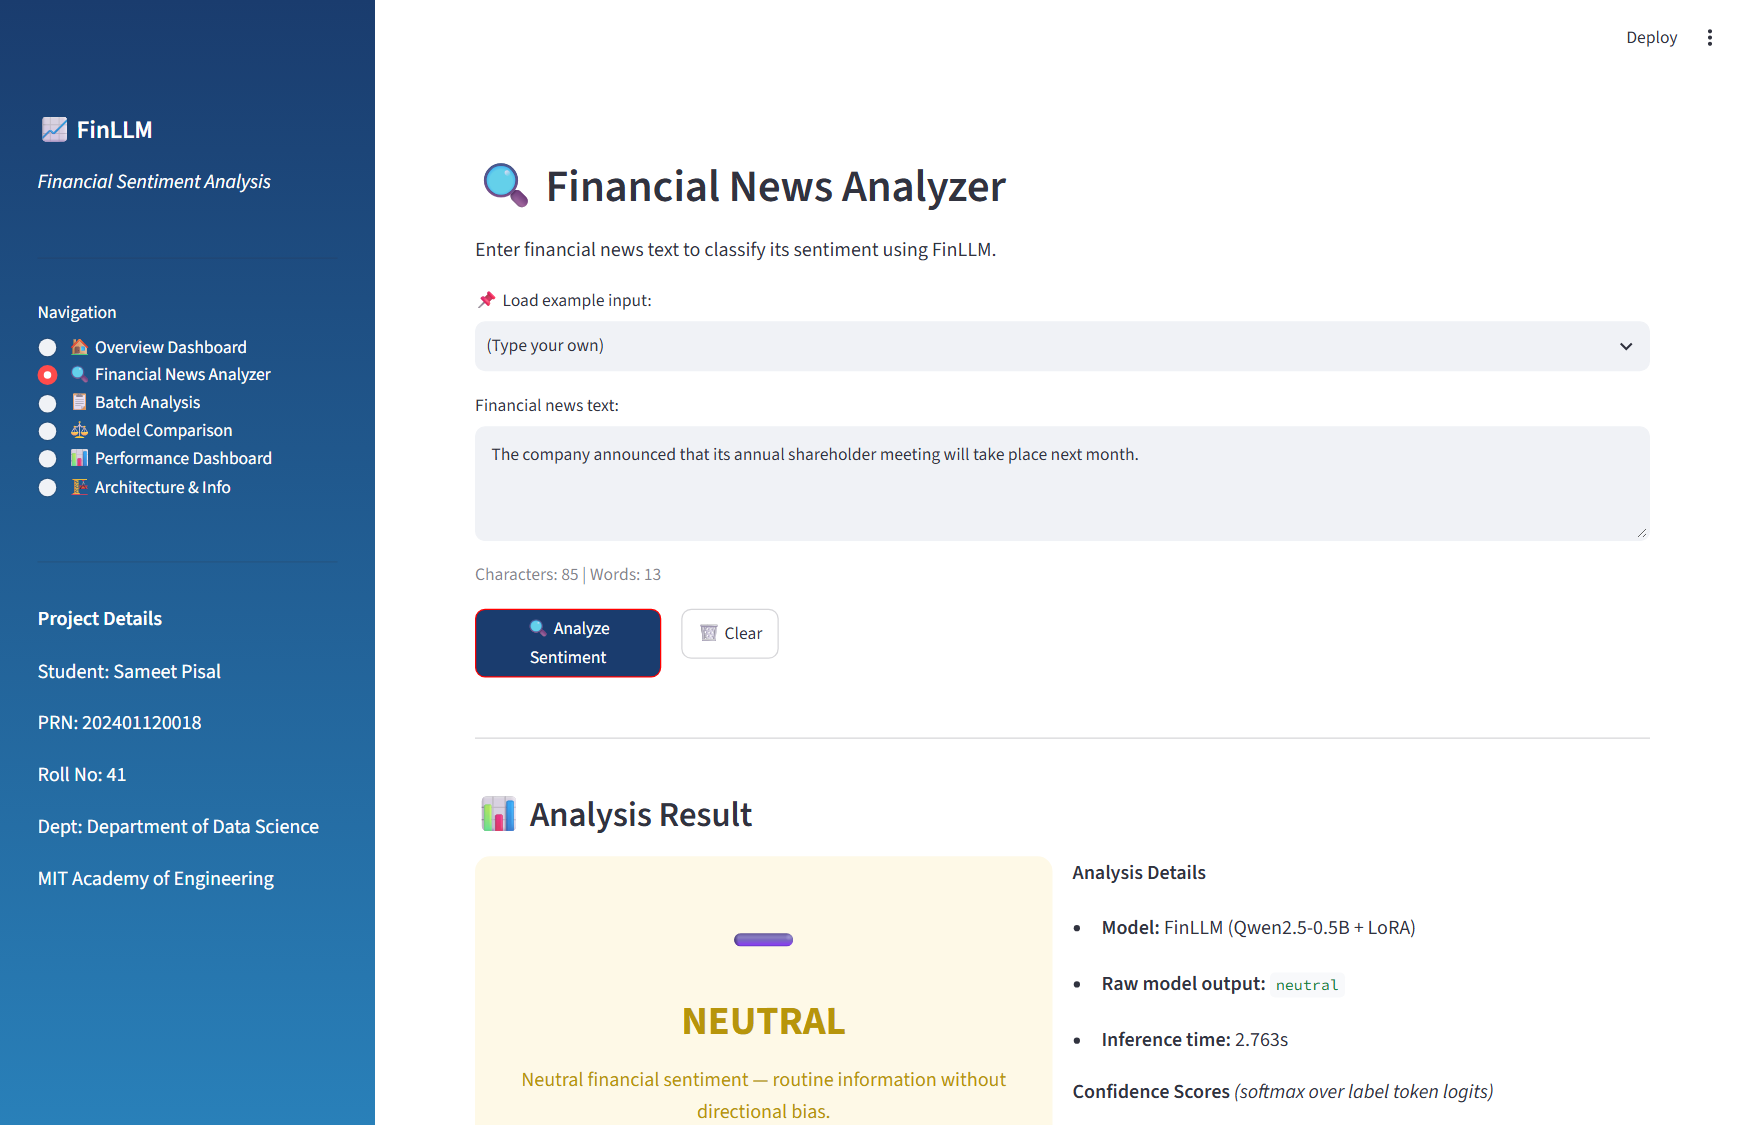 Deploy
FinLLM
Financial Sentiment Analysis
Navigation
Overview Dashboard
Financial News Analyzer
Batch Analysis
Model Comparison
Performance Dashboard
Architecture & Info
Project Details
Student: Sameet Pisal
PRN: 202401120018
Roll No: 41
Dept: Department of Data Science
MIT Academy of Engineering
Financial News Analyzer
Enter financial news text to classify its sentiment using FinLLM.
Load example input:
(Type your own)
Financial news text:
The company announced that its annual shareholder meeting will take place next month.
Characters: 85 | Words: 13
Analyze
Sentiment
Clear
Analysis Result
NEUTRAL
Neutral financial sentiment — routine information without
directional bias.
Analysis Details
• Model: FinLLM (Qwen2.5-0.5B + LoRA)
• Raw model output: neutral
• Inference time: 2.763s
Confidence Scores (softmax over label token logits)